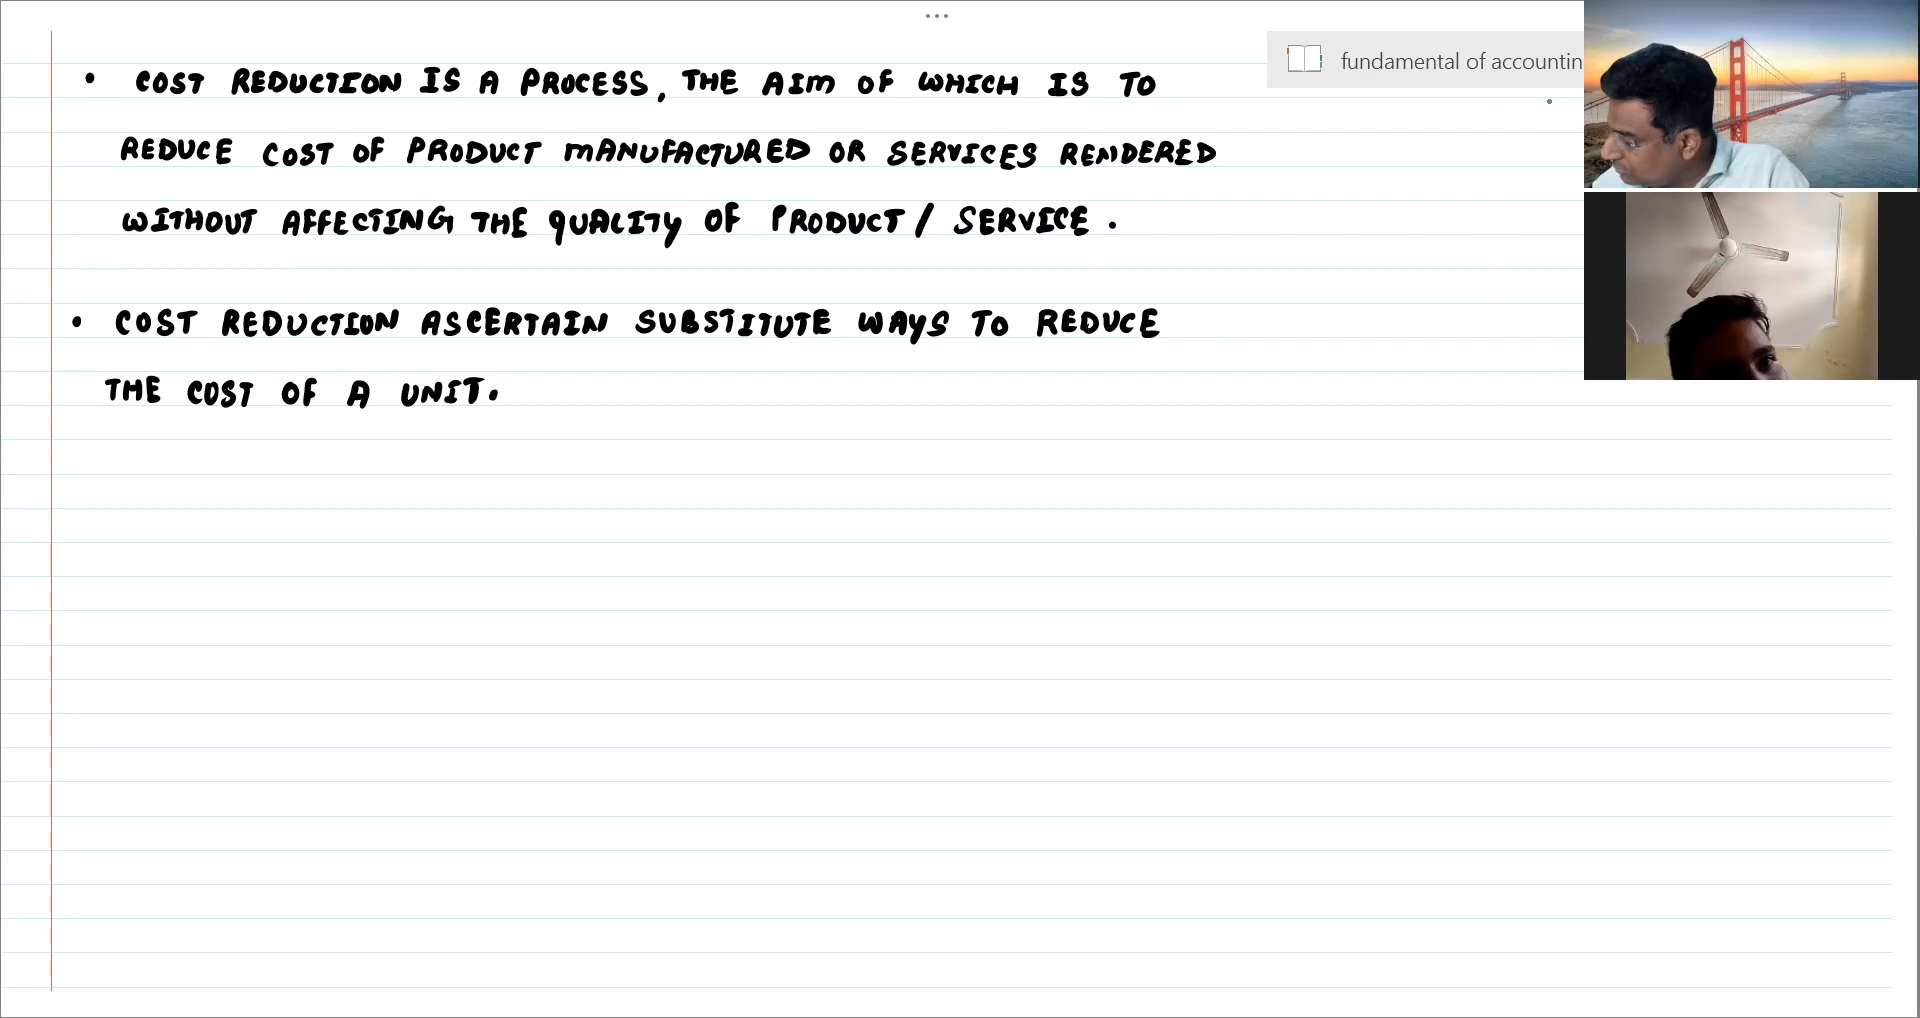 • COST REDUCTION IS A PROCESS, THE AIM OF WHICH IS TO
REDUCE COST OF PRODUCT MANUFACTURED OR SERVICES RENDERED
WITHOUT AFFECTING THE QUALITY OF PRODUCT / SERVICE.
• COST REDUCTION ASCERTAIN SUBSTITUTE WAYS TO REDUCE
THE COST OF A UNIT.
fundamental of accountin